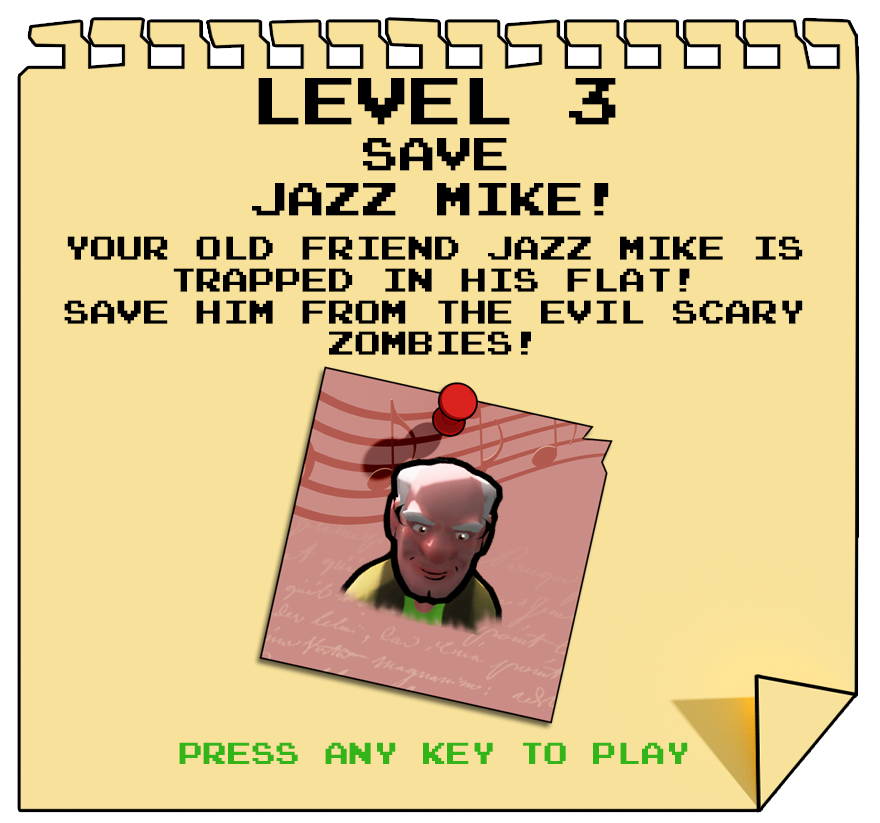 LEVEL 3
SAVE
JAZZ MIKE!
YOUR OLD FRIEND JAZZ MIKE IS
TRAPPED IN HIS FLAT!
SAVE HIM FROM THE EVIL SCARY
ZOMBIES!
PRESS ANY KEY TO PLAY